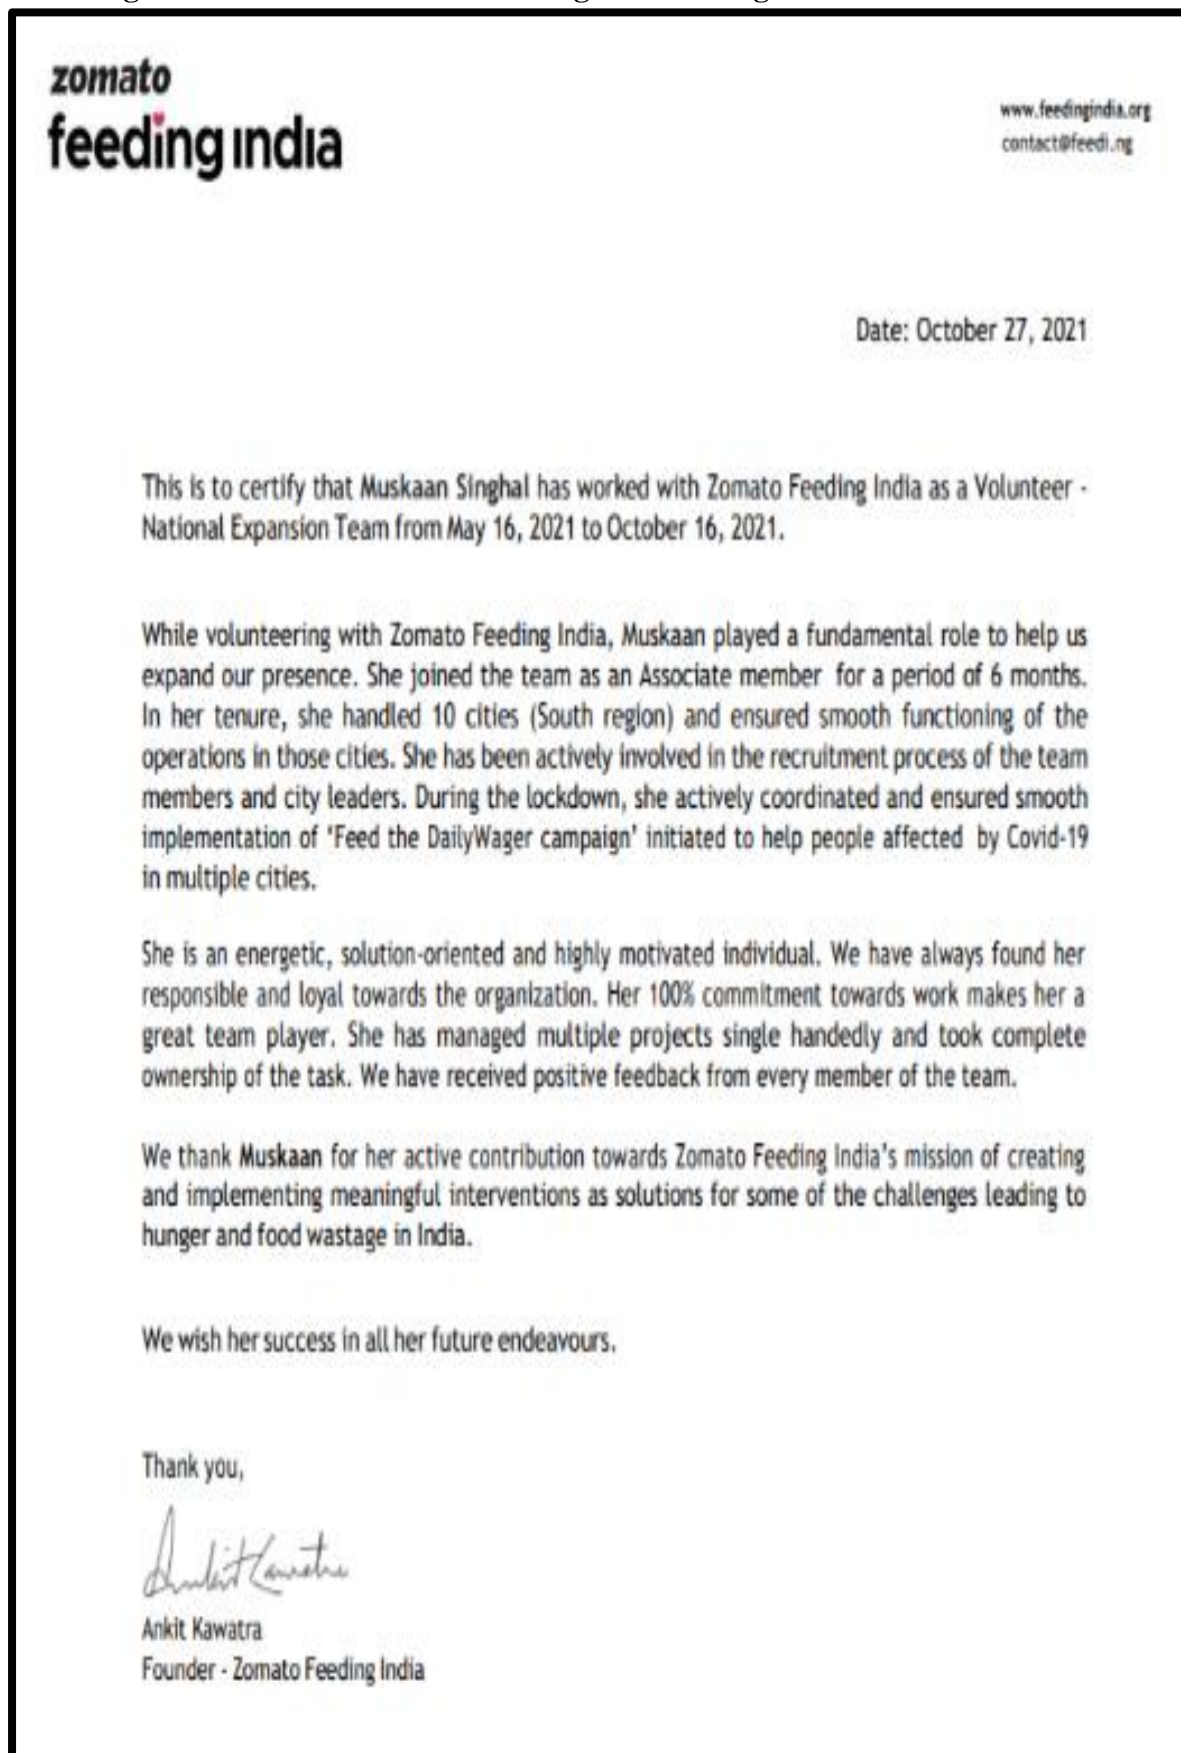 zomato
feeding india
www.feedingindia.org
contact@feedi.ng
Date: October 27, 2021
This is to certify that Muskaan Singhal has worked with Zomato Feeding India as a Volunteer -
National Expansion Team from May 16, 2021 to October 16, 2021.
While volunteering with Zomato Feeding India, Muskaan played a fundamental role to help us
expand our presence. She joined the team as an Associate member for a period of 6 months.
In her tenure, she handled 10 cities (South region) and ensured smooth functioning of the
operations in those cities. She has been actively involved in the recruitment process of the team
members and city leaders. During the lockdown, she actively coordinated and ensured smooth
implementation of 'Feed the DailyWager campaign' initiated to help people affected by Covid-19
in multiple cities.
She is an energetic, solution-oriented and highly motivated individual. We have always found her
responsible and loyal towards the organization. Her 100% commitment towards work makes her a
great team player. She has managed multiple projects single handedly and took complete
ownership of the task. We have received positive feedback from every member of the team.
We thank Muskaan for her active contribution towards Zomato Feeding India's mission of creating
and implementing meaningful interventions as solutions for some of the challenges leading to
hunger and food wastage in India.
We wish her success in all her future endeavours.
Thank you,
Ankit Kawatra
Ankit Kawatra
Founder - Zomato Feeding India